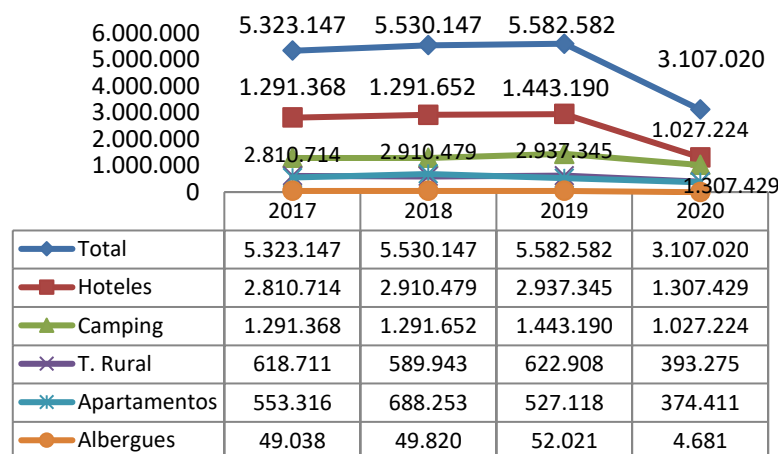 6.000.000
5.000.000
4.000.000
3.000.000
2.000.000
1.000.000
0
5.323.147 5.530.147 5.582.582 3.107.020
1.291.368 1.291.652 1.443.190 1.027.224
2.810.714 2.910.479 2.937.345 1.307.429
2017 2018 2019 2020
Total 5.323.147 5.530.147 5.582.582 3.107.020
Hoteles 2.810.714 2.910.479 2.937.345 1.307.429
Camping 1.291.368 1.291.652 1.443.190 1.027.224
T. Rural 618.711 589.943 622.908 393.275
Apartamentos 553.316 688.253 527.118 374.411
Albergues 49.038 49.820 52.021 4.681